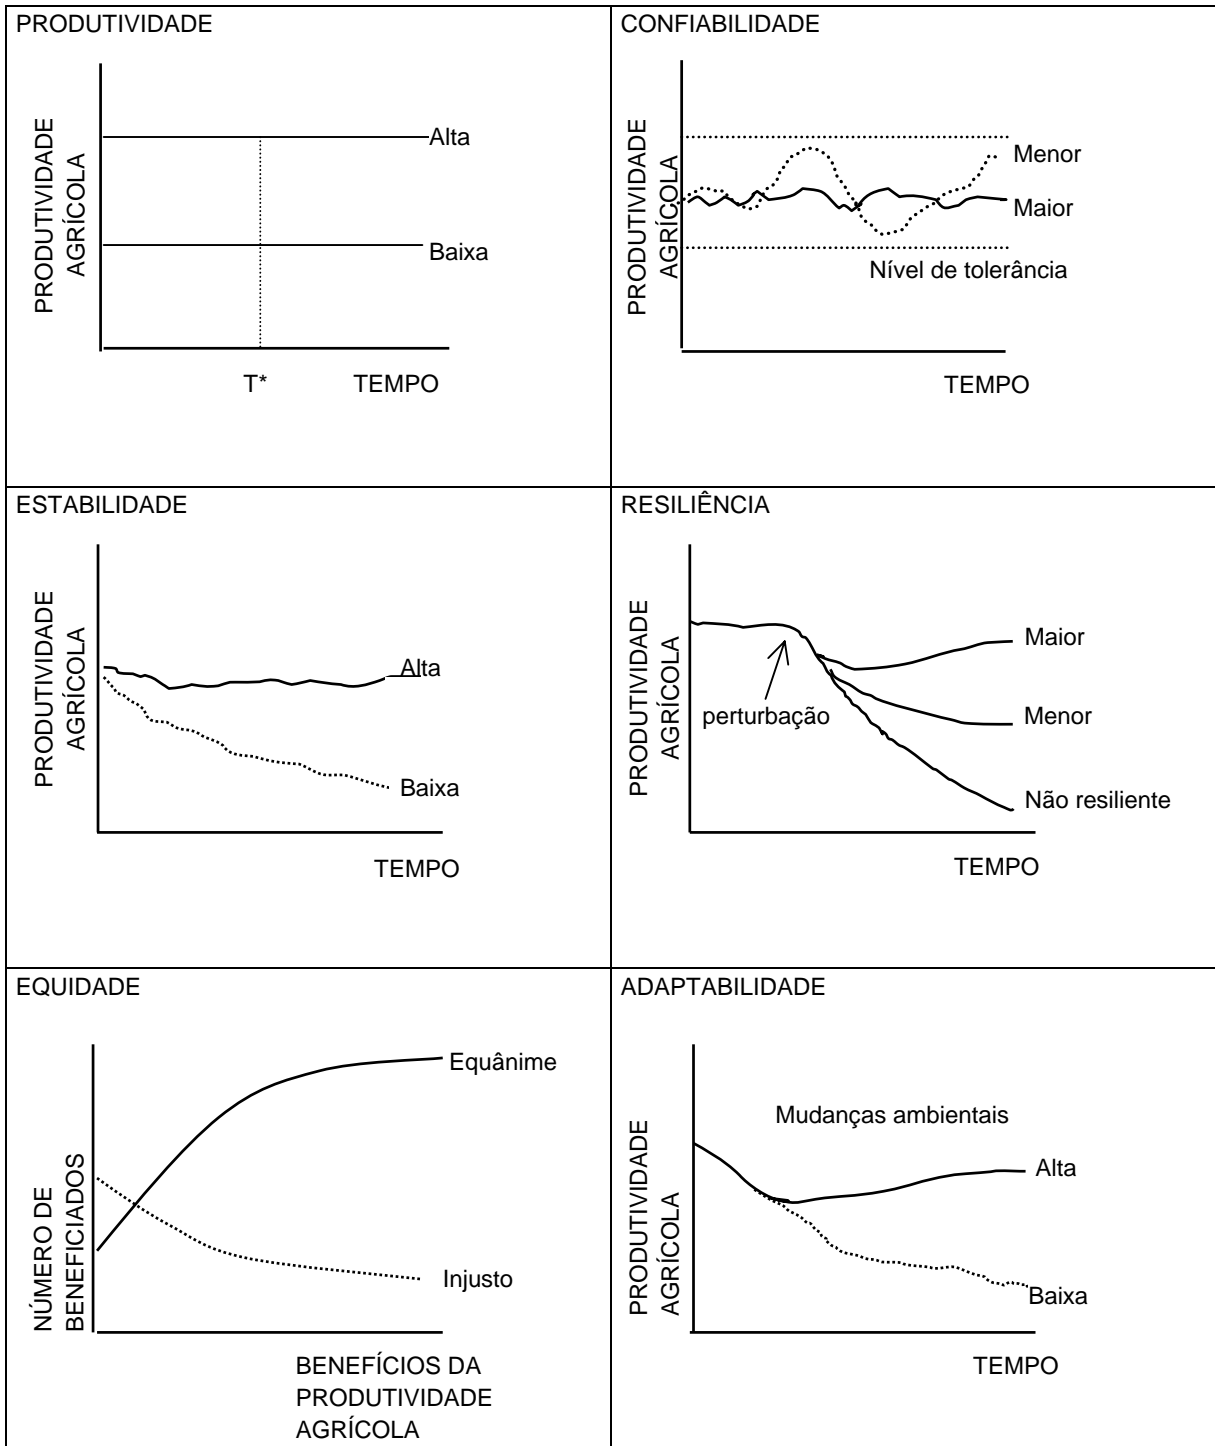 PRODUTIVIDADE
PRODUTIVIDADE
AGRÍCOLA
Alta
Baixa
T*
TEMPO
CONFIABILIDADE
PRODUTIVIDADE
AGRÍCOLA
Menor
Maior
Nível de tolerância
TEMPO
ESTABILIDADE
PRODUTIVIDADE
AGRÍCOLA
Alta
Baixa
TEMPO
RESILIÊNCIA
PRODUTIVIDADE
AGRÍCOLA
Maior
perturbação
Menor
Não resiliente
TEMPO
EQUIDADE
NÚMERO DE
BENEFICIADOS
Equânime
Injusto
BENEFÍCIOS DA
PRODUTIVIDADE
AGRÍCOLA
ADAPTABILIDADE
PRODUTIVIDADE
AGRÍCOLA
Mudanças ambientais
Alta
Baixa
TEMPO